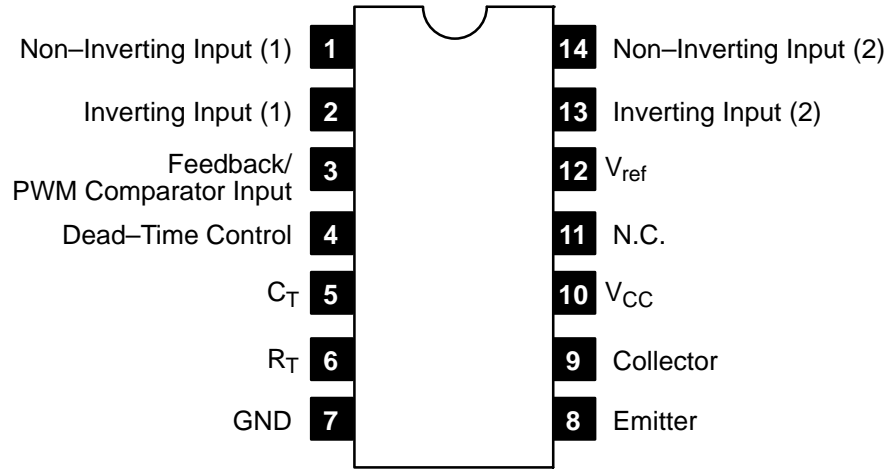 Non–Inverting Input (1) 1
14 Non–Inverting Input (2)
Inverting Input (1) 2
13 Inverting Input (2)
Feedback/
PWM Comparator Input 3
12 Vref
Dead–Time Control 4
11 N.C.
CT 5
10 VCC
RT 6
9 Collector
GND 7
8 Emitter